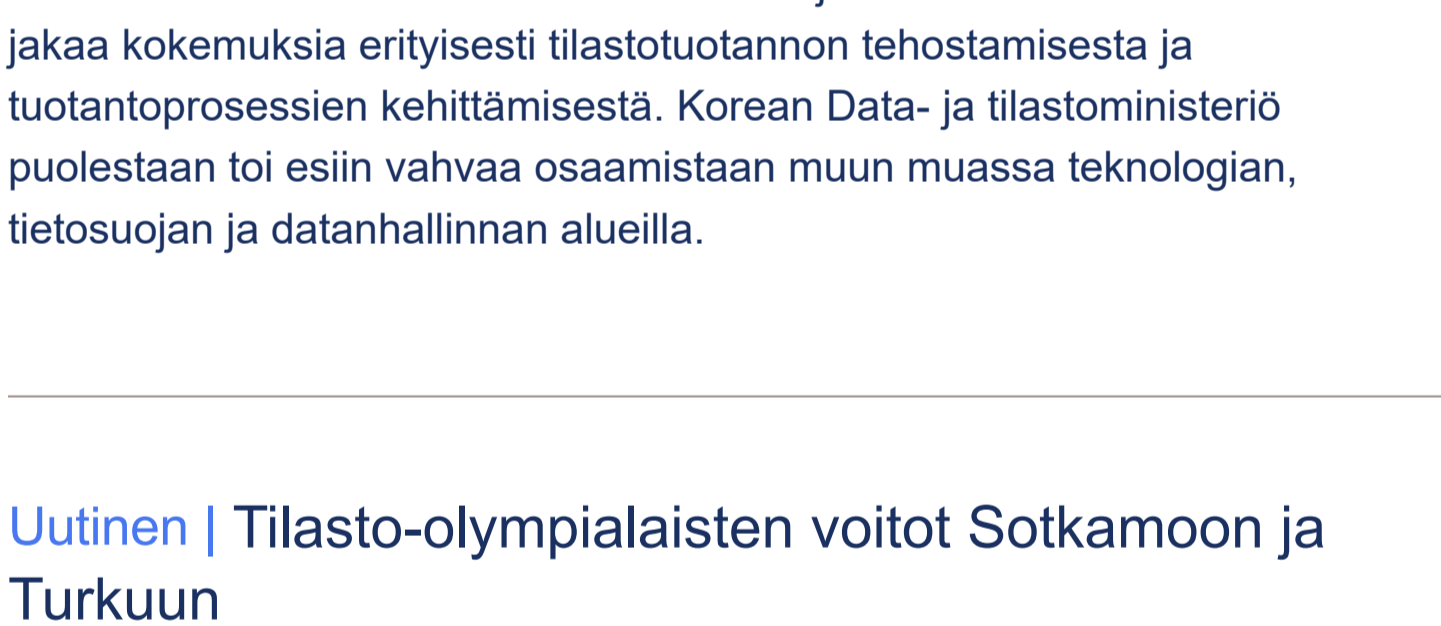 jakaa kokemuksia erityisesti tilastotuotannon tehostamisesta ja
tuotantoprosessien kehittämisestä. Korean Data- ja tilastoministeriö
puolestaan toi esiin vahvaa osaamistaan muun muassa teknologian,
tietosuojan ja datanhallinnan alueilla.
Uutinen | Tilasto-olympialaisten voitot Sotkamoon ja
Turkuun